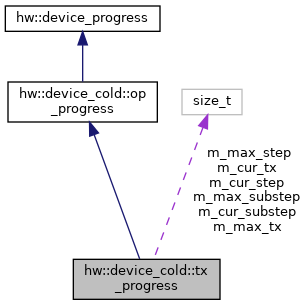 hw::device_progress
hw::device_cold::op
_progress
size_t
m_max_step
m_cur_tx
m_cur_step
m_max_substep
m_cur_substep
m_max_tx
hw::device_cold::tx
_progress